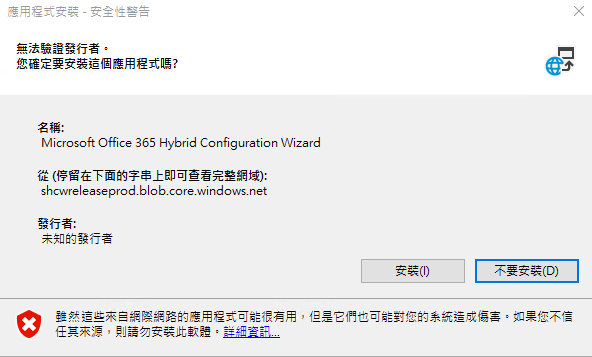 應用程式安裝 - 安全性警告
無法驗證發行者。
您確定要安裝這個應用程式嗎?
名稱:
Microsoft Office 365 Hybrid Configuration Wizard
從 (停留在下面的字串上即可查看完整網域):
shcwreleaseprod.blob.core.windows.net
發行者:
未知的發行者
安裝(I)
不要安裝(D)
雖然這些來自網際網路的應用程式可能很有用，但是它們也可能對您的系統造成傷害。如果您不信
任其來源，則請勿安裝此軟體。詳細資訊...